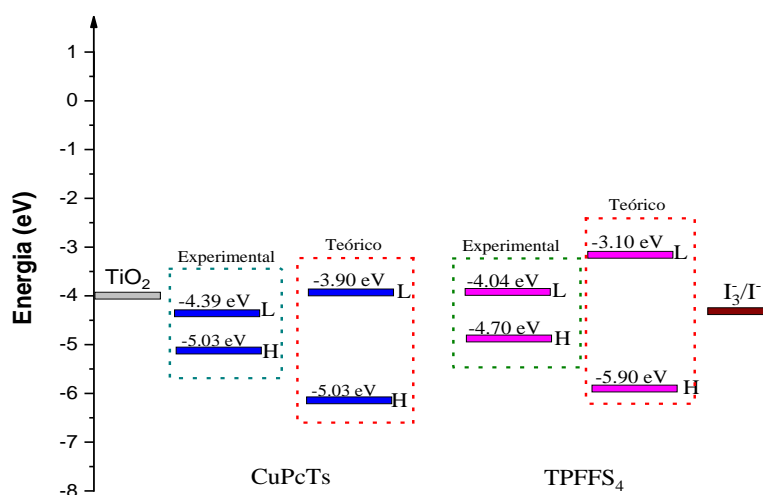 Energia (eV)
1
0
-1
-2
-3
-4
-5
-6
-7
-8
TiO₂
Experimental
-4.39 eV L
-5.03 eV H
Teórico
-3.90 eV L
-5.03 eV H
CuPcTs
Experimental
-4.04 eV L
-4.70 eV H
Teórico
-3.10 eV L
-5.90 eV H
TPFFS₄
I₃⁻/I⁻